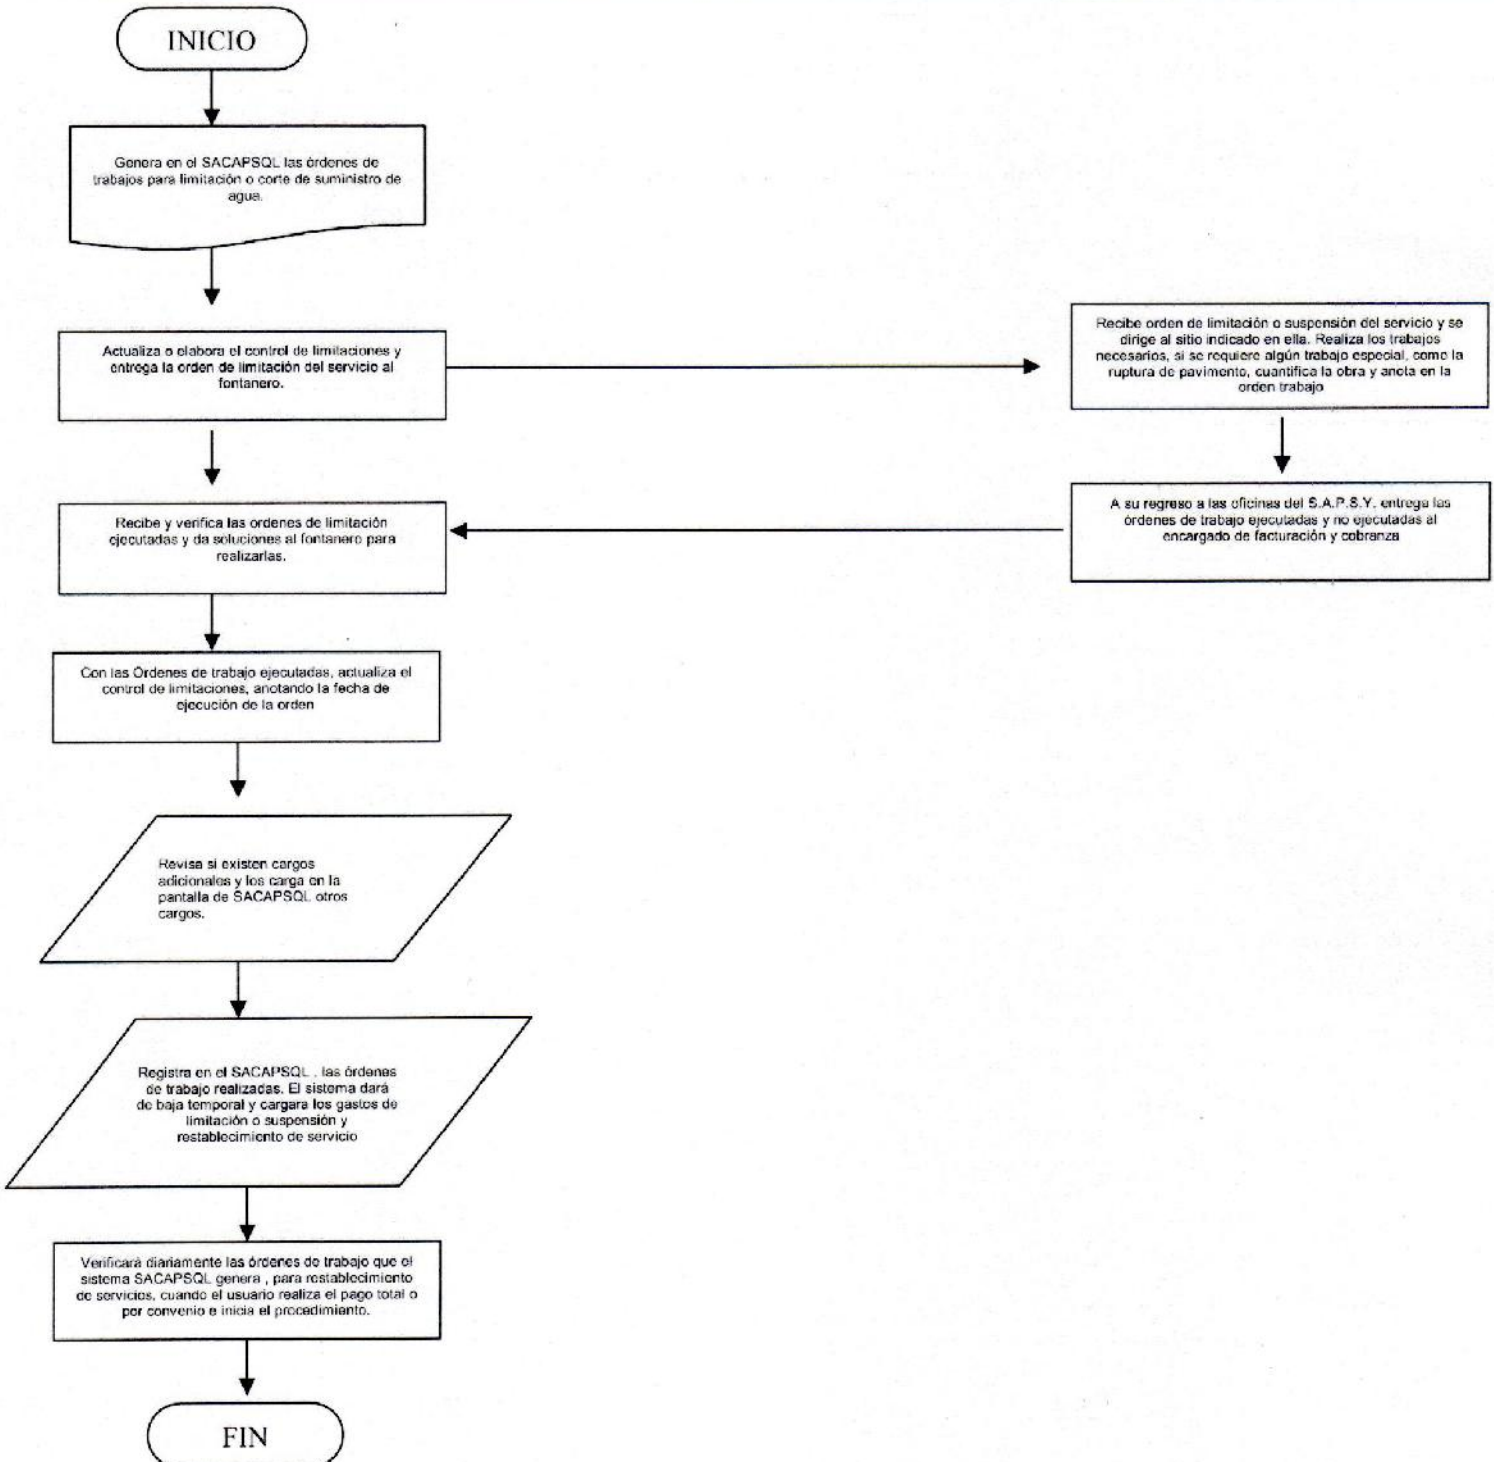 INICIO
Genera en el SACAPSQL las órdenes de
trabajos para limitación o corte de suministro de
agua.
Actualiza o elabora el control de limitaciones y
entrega la orden de limitación del servicio al
fontanero.
Recibe orden de limitación o suspensión del servicio y se
dirige al sitio indicado en ella. Realiza los trabajos
necesarios, si se requiere algún trabajo especial, como la
ruptura de pavimento, cuantifica la obra y anota en la
orden trabajo
A su regreso a las oficinas del S.A.P.S.Y. entrega las
órdenes de trabajo ejecutadas y no ejecutadas al
encargado de facturación y cobranza
Recibe y verifica las ordenes de limitación
ejecutadas y da soluciones al fontanero para
realizarlas.
Con las Órdenes de trabajo ejecutadas, actualiza el
control de limitaciones, anotando la fecha de
ejecución de la orden
Revisa si existen cargos
adicionales y los carga en la
pantalla de SACAPSQL otros
cargos.
Registra en el SACAPSQL , las órdenes
de trabajo realizadas. El sistema dará
de baja temporal y cargara los gastos de
limitación o suspensión y
restablecimiento de servicio
Verificará diariamente las órdenes de trabajo que el
sistema SACAPSQL genera , para restablecimiento
de servicios, cuando el usuario realiza el pago total o
por convenio e inicia el procedimiento.
FIN